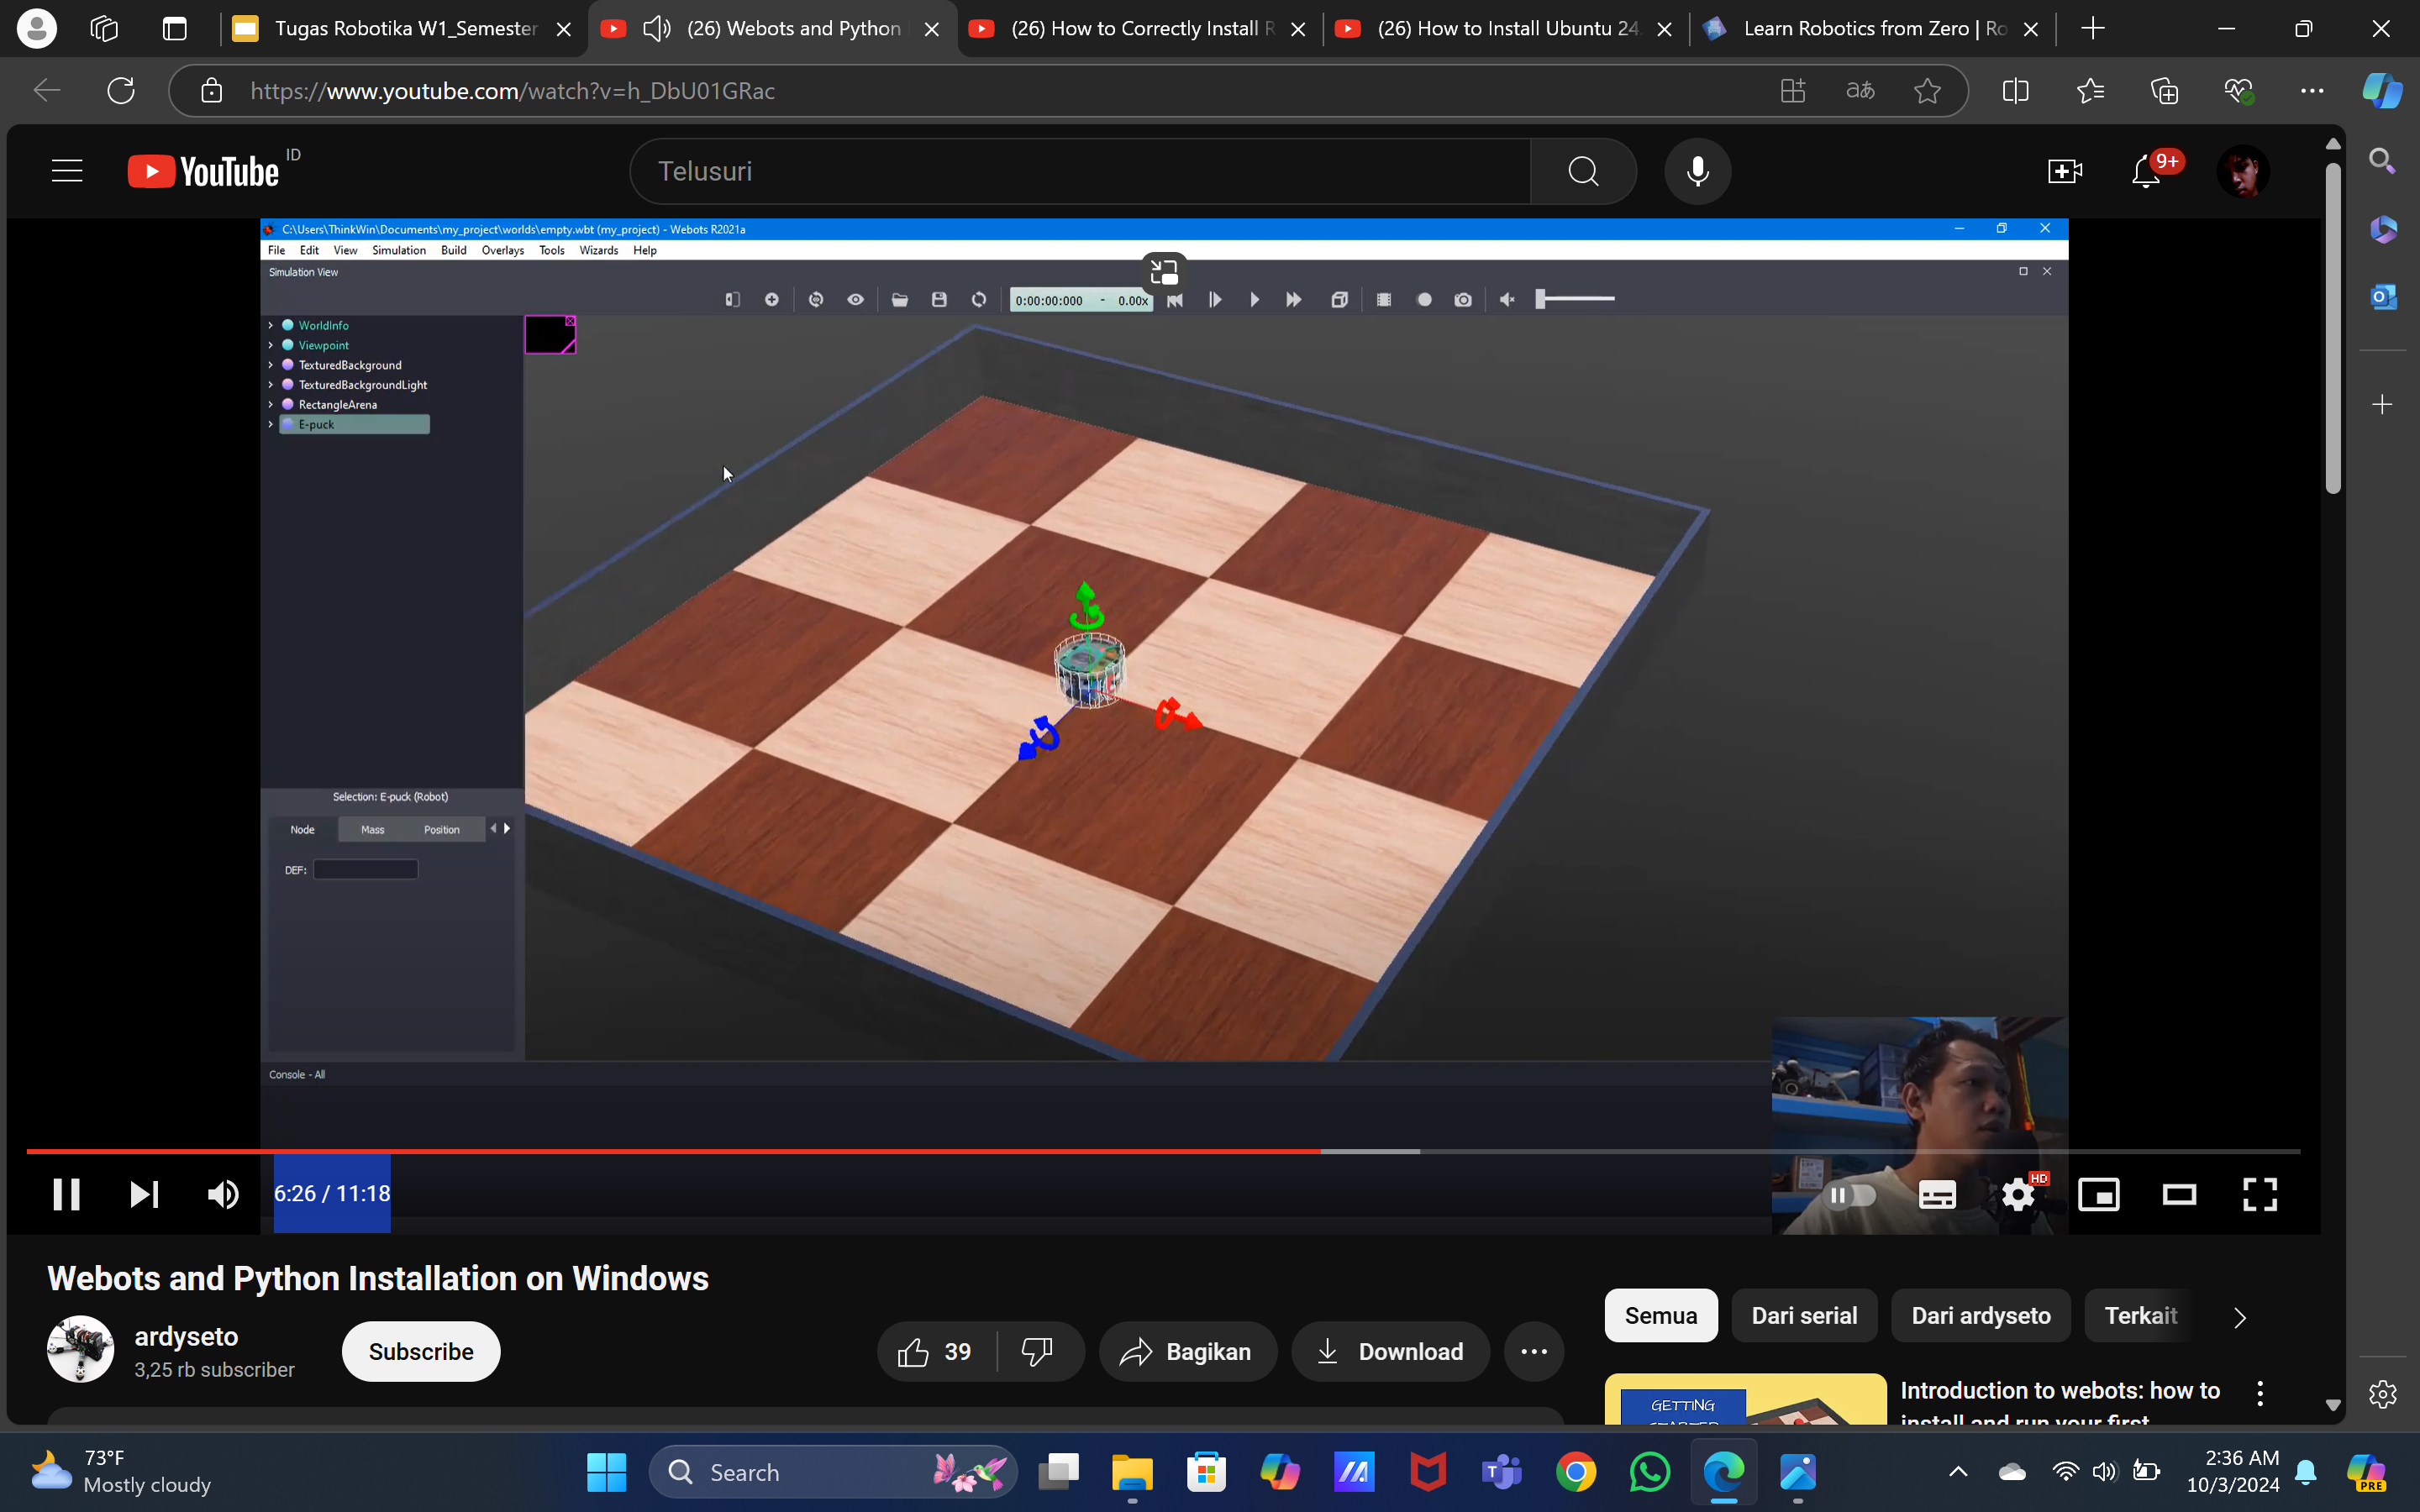 Tugas Robotika W1_Semester
(26) Webots and Python
(26) How to Correctly Install R
(26) How to Install Ubuntu 24.
Learn Robotics from Zero | Ro
https://www.youtube.com/watch?v=h_DbU01GRac
YouTube ID
Telusuri
9+
C:\Users\ThinkWin\Documents\my_project\worlds\empty.wbt (my_project) - Webots R2021a
File Edit View Simulation Build Overlays Tools Wizards Help
Simulation View
0:00:00:000 - 0.00x
WorldInfo
Viewpoint
TexturedBackground
TexturedBackgroundLight
RectangleArena
E-puck
Selection: E-puck (Robot)
Node Mass Position
DEF:
Console - All
6:26 / 11:18
HD
Webots and Python Installation on Windows
ardyseto
3,25 rb subscriber
Subscribe
39
Bagikan
Download
Semua
Dari serial
Dari ardyseto
Terkait
GETTING
Introduction to webots: how to
install and run your first
73°F
Mostly cloudy
Search
2:36 AM
10/3/2024
PRE